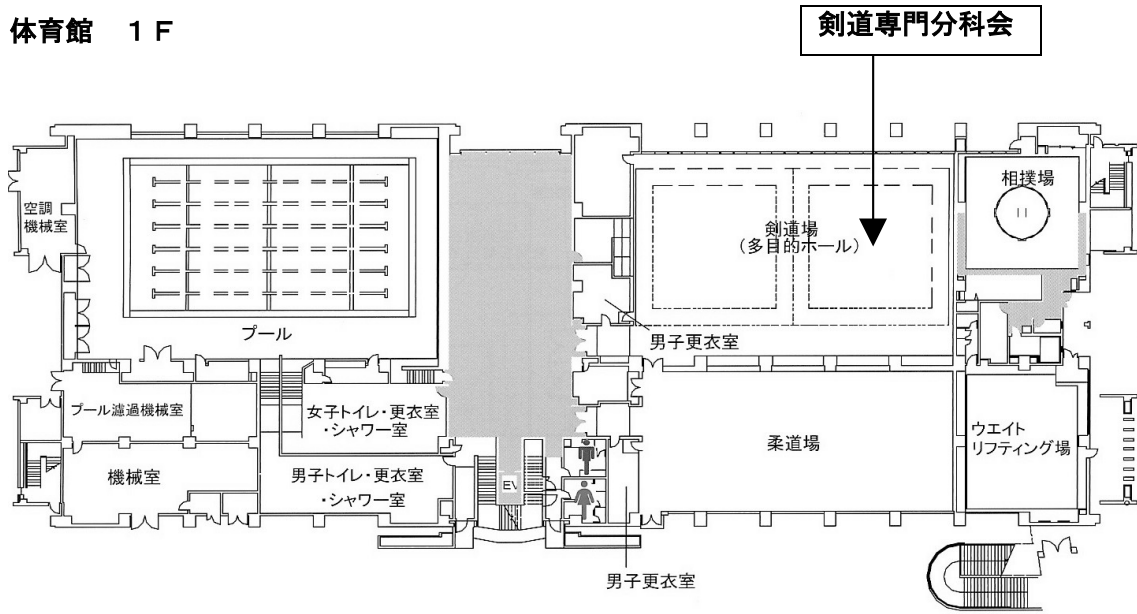 体育館　１Ｆ
剣道専門分科会
空調
機械室
プール
剣道場
（多目的ホール）
相撲場
男子更衣室
プール濾過機械室
女子トイレ・更衣室
・シャワー室
機械室
男子トイレ・更衣室
・シャワー室
EV
柔道場
ウエイト
リフティング場
男子更衣室